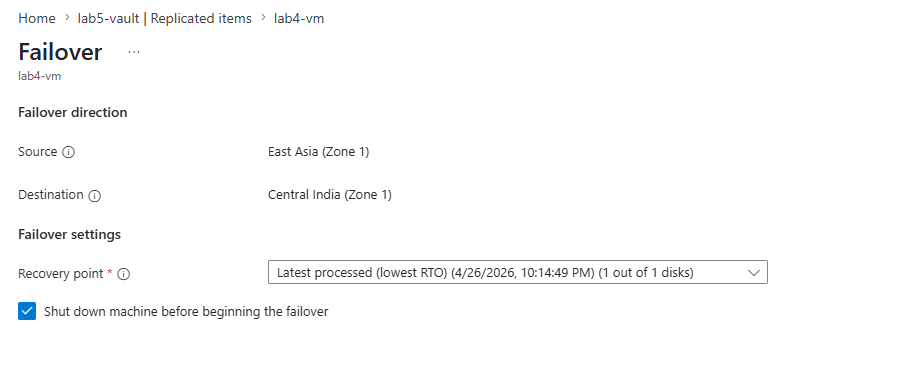 Home > lab5-vault | Replicated items > lab4-vm
Failover ...
lab4-vm
Failover direction
Source
East Asia (Zone 1)
Destination
Central India (Zone 1)
Failover settings
Recovery point *
Latest processed (lowest RTO) (4/26/2026, 10:14:49 PM) (1 out of 1 disks)
Shut down machine before beginning the failover